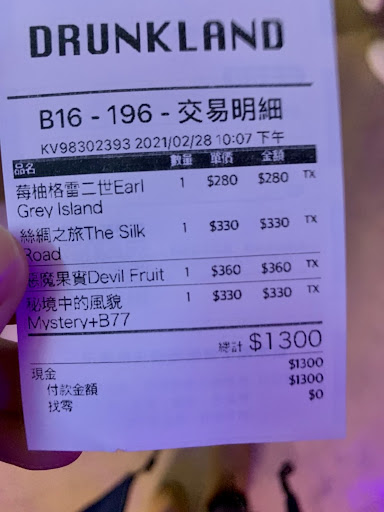 DRUNKLAND
B16 - 196 - 交易明細
KV98302393 2021/02/28 10:07 下午
品名 數量 單價 金額
莓柚格雷二世Earl 1 $280 $280 TX
Grey Island
絲綢之旅The Silk 1 $330 $330 TX
Road
惡魔果實Devil Fruit 1 $360 $360 TX
秘境中的風貌 1 $330 $330 TX
Mystery+B77
總計 $1300
現金 $1300
付款金額 $1300
找零 $0